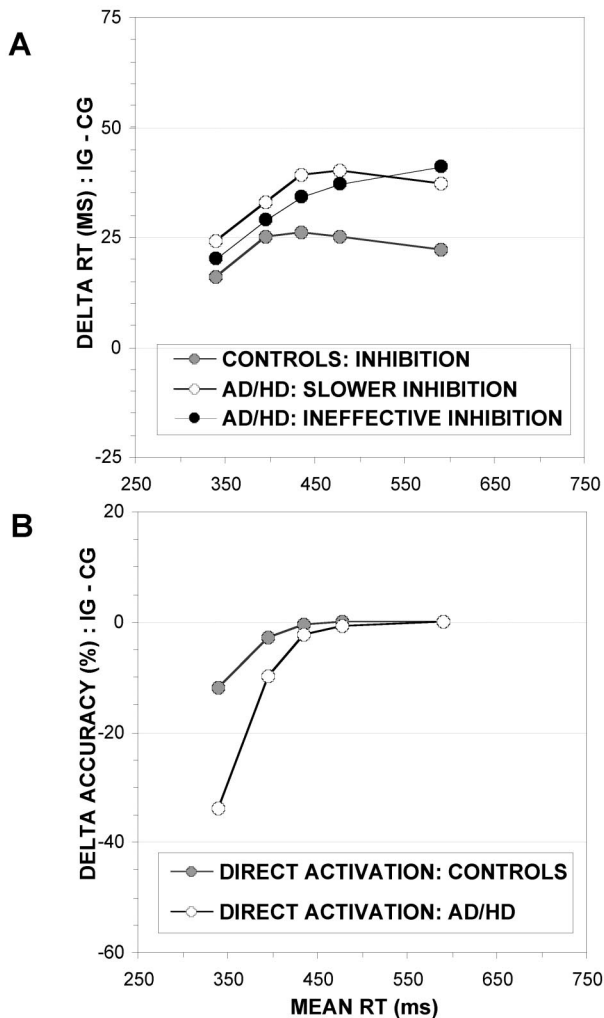 A
DELTA RT (MS) : IG - CG
75
50
25
0
-25
CONTROLS: INHIBITION
AD/HD: SLOWER INHIBITION
AD/HD: INEFFECTIVE INHIBITION
250 350 450 550 650 750
B
DELTA ACCURACY (%) : IG - CG
20
0
-20
-40
-60
DIRECT ACTIVATION: CONTROLS
DIRECT ACTIVATION: AD/HD
250 350 450 550 650 750
MEAN RT (ms)